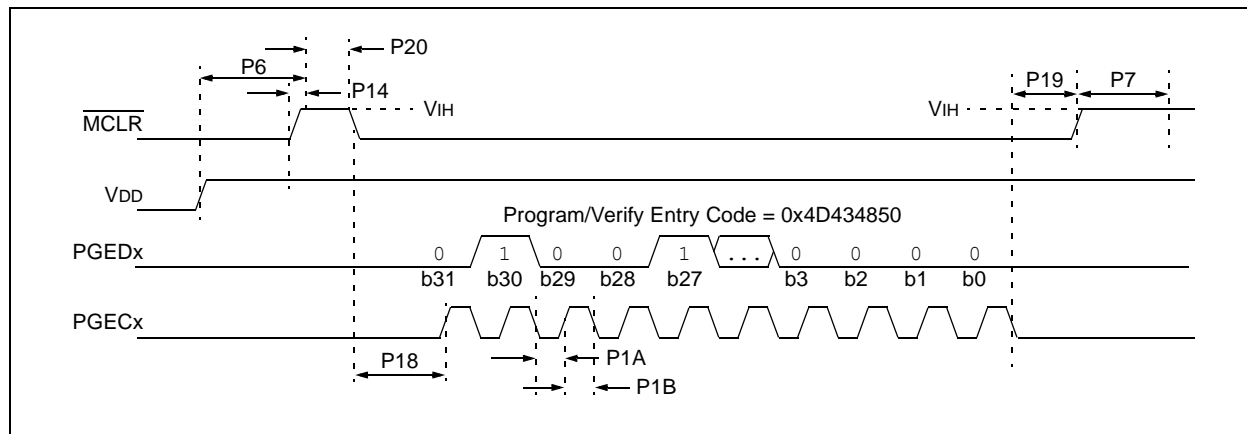 P20
P6
P14
VIH
P19
P7
VIH
MCLR
VDD
Program/Verify Entry Code = 0x4D434850
PGEDx
0 1 0 0 1 ... 0 0 0 0
b31 b30 b29 b28 b27 b3 b2 b1 b0
PGECx
P18
P1A
P1B